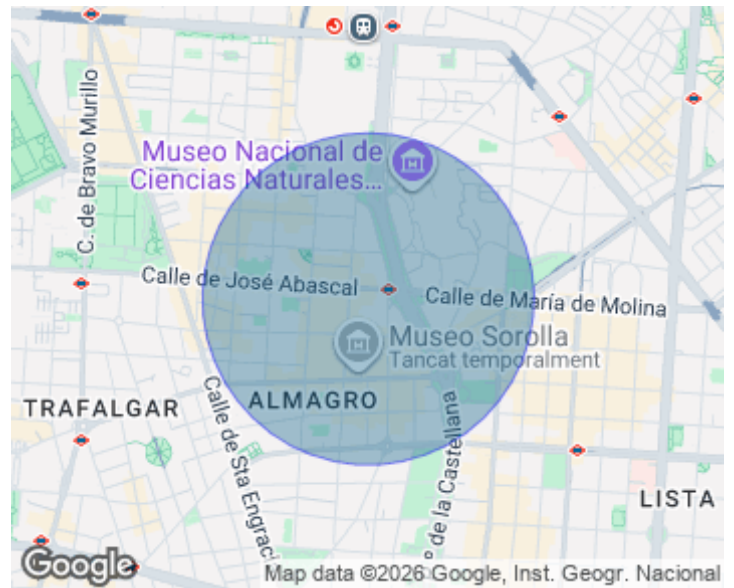 Museo Nacional de
Ciencias Naturales...
C. de Bravo Murillo
Calle de José Abascal
Calle de María de Molina
Museo Sorolla
Tancat temporalment
TRAFALGAR
ALMAGRO
Calle de Sta Engraci
º de la Castellana
LISTA
Google
Map data ©2026 Google, Inst. Geogr. Nacional